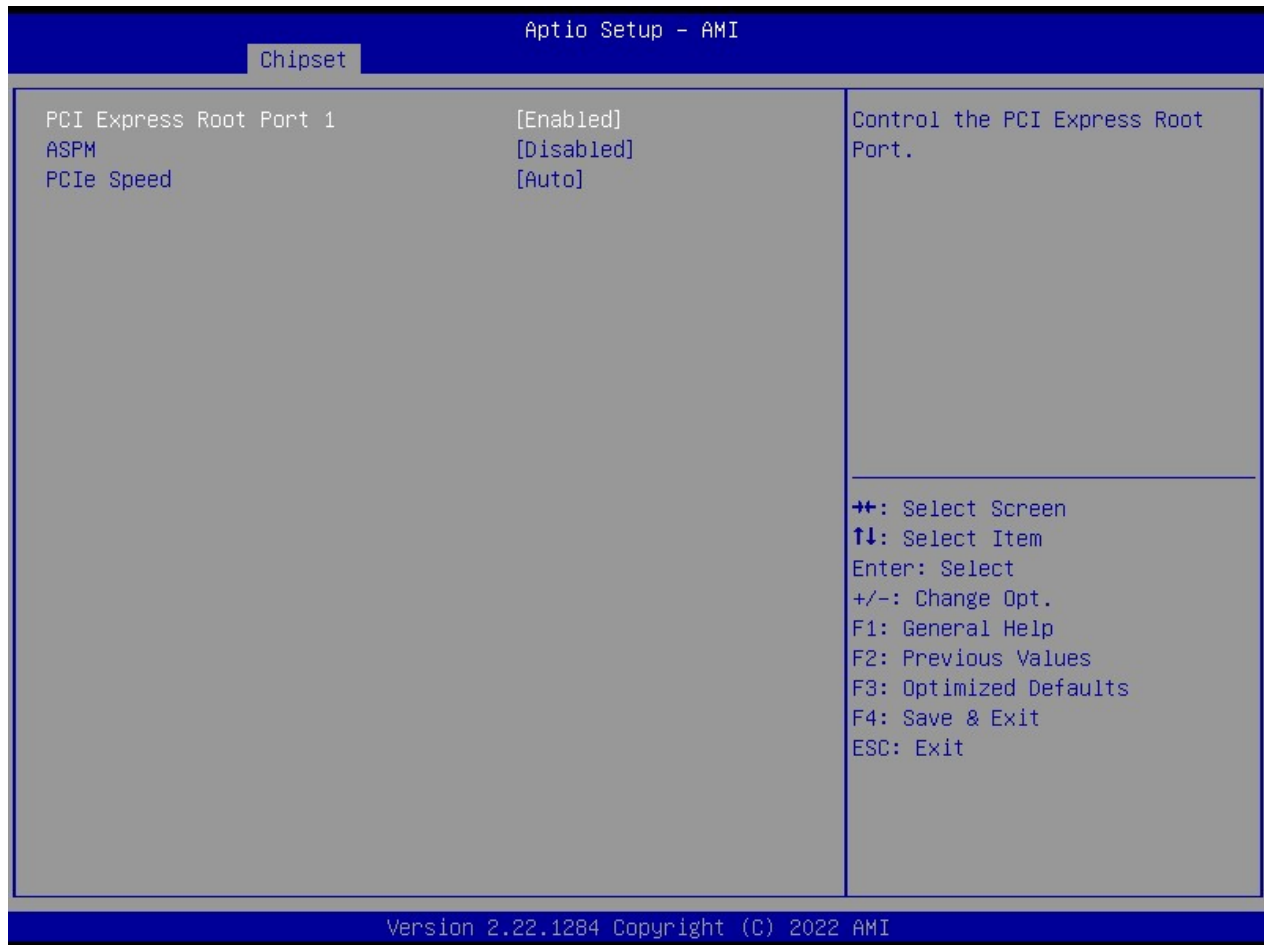 Aptio Setup – AMI
Chipset
PCI Express Root Port 1 [Enabled]
ASPM [Disabled]
PCIe Speed [Auto]
Control the PCI Express Root
Port.
→←: Select Screen
↑↓: Select Item
Enter: Select
+/-: Change Opt.
F1: General Help
F2: Previous Values
F3: Optimized Defaults
F4: Save & Exit
ESC: Exit
Version 2.22.1284 Copyright (C) 2022 AMI